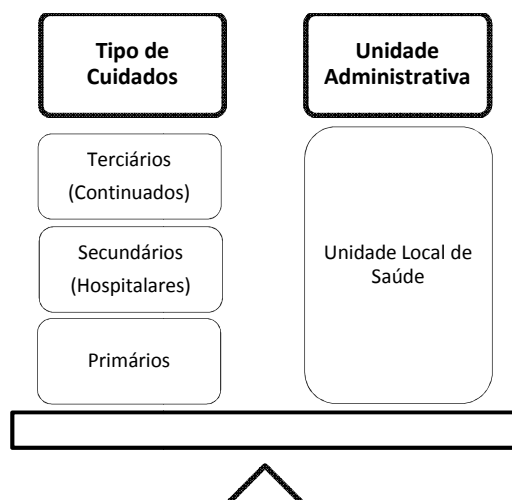 Tipo de
Cuidados
Unidade
Administrativa
Terciários
(Continuados)
Secundários
(Hospitalares)
Primários
Unidade Local de
Saúde